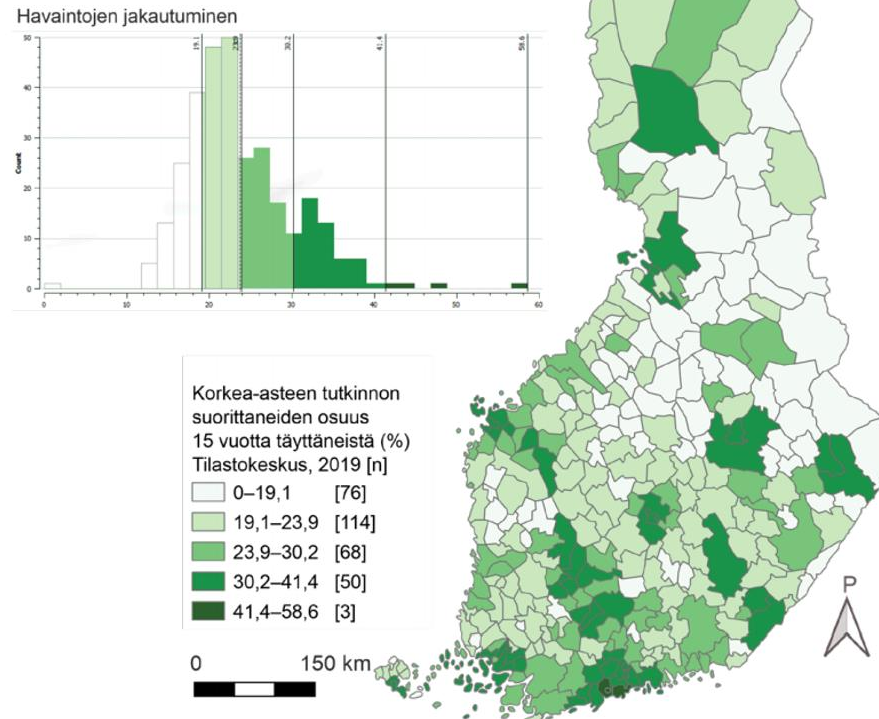 Havaintojen jakautuminen
50
40
30
20
10
0
Count
19.1
23.9
30.2
41.4
58.6
0
10
20
30
40
50
60
Korkea-asteen tutkinnon
suorittaneiden osuus
15 vuotta täyttäneistä (%)
Tilastokeskus, 2019 [n]
0–19,1 [76]
19,1–23,9 [114]
23,9–30,2 [68]
30,2–41,4 [50]
41,4–58,6 [3]
0 150 km
P